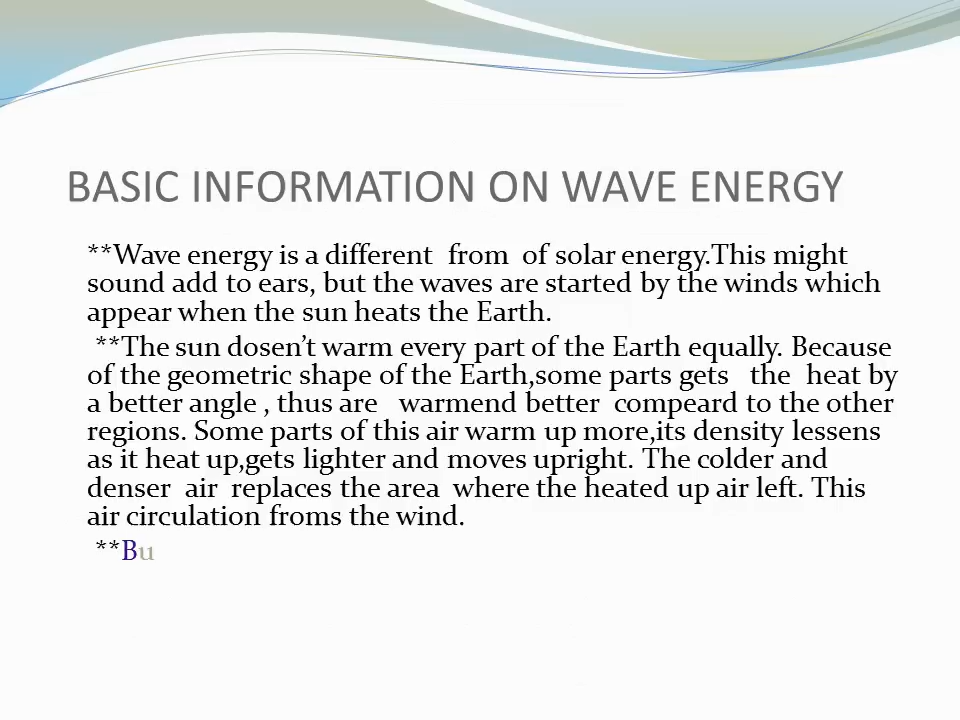 BASIC INFORMATION ON WAVE ENERGY
**Wave energy is a different from of solar energy.This might
sound add to ears, but the waves are started by the winds which
appear when the sun heats the Earth.
**The sun dosen’t warm every part of the Earth equally. Because
of the geometric shape of the Earth,some parts gets the heat by
a better angle , thus are warmend better compeard to the other
regions. Some parts of this air warm up more,its density lessens
as it heat up,gets lighter and moves upright. The colder and
denser air replaces the area where the heated up air left. This
air circulation froms the wind.
**Bu